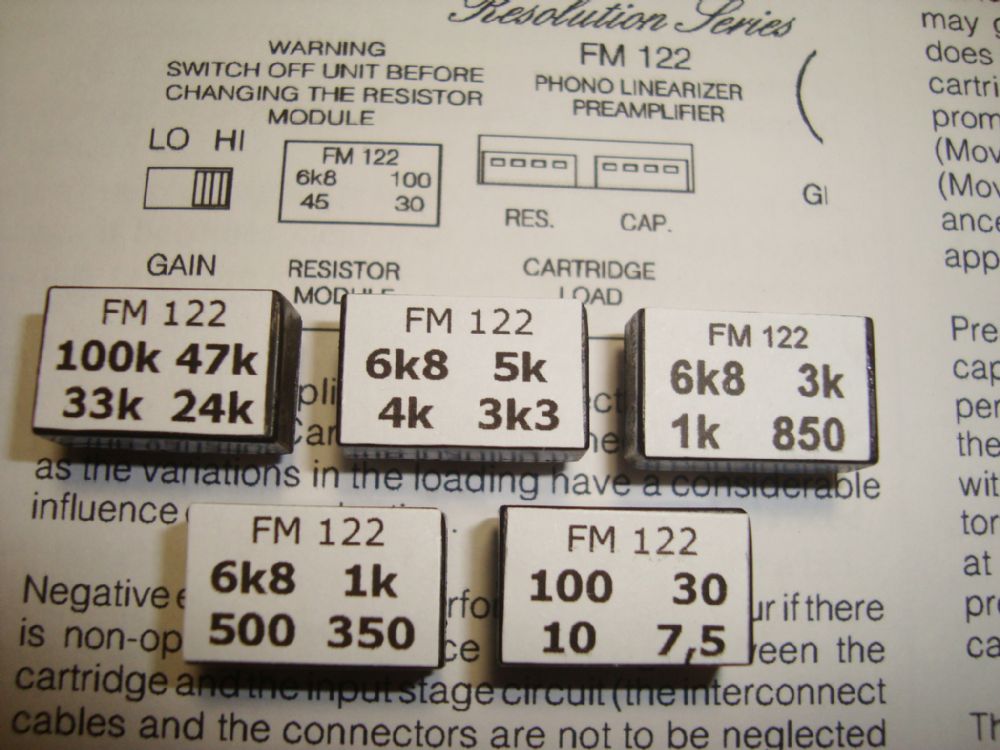 Resolution Series
WARNING
SWITCH OFF UNIT BEFORE
CHANGING THE RESISTOR
MODULE
FM 122
PHONO LINEARIZER
PREAMPLIFIER
LO HI
FM 122
6k8 100
45 30
RES. CAP.
GAIN
RESISTOR
CARTRIDGE
LOAD
may
does
cartri
prom
(Mov
(Mov
ance
app
FM 122
100k 47k
33k 24k
FM 122
6k8 5k
4k 3k3
FM 122
6k8 3k
1k 850
as the variations in the loading have a considerable
influence
FM 122
6k8 1k
500 350
FM 122
100 30
10 7,5
Negative ur if there
is non-op ce veen the
cartridge and the input stage circuit (the interconnect
cables and the connectors are not to be neglected
Pre
cap
per
the
wit
tor
at
pro
ca
Th